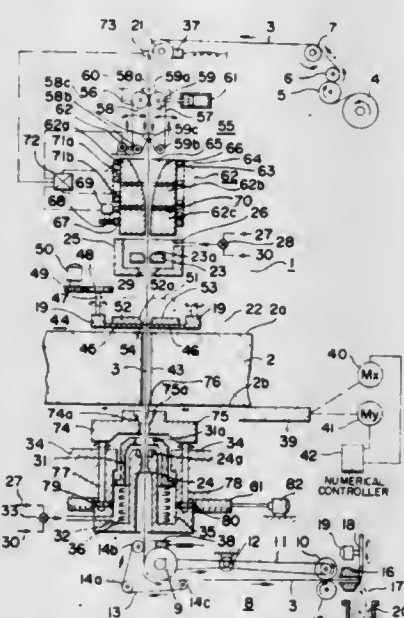 73 21 37 3 7
58c 60 58a 59a 59 61 6
58b 56 58 57 5 4
62 59c 55
62a 59b 65 66
71a 64
72 71b 63 62
69 62b
68 70
67 62c 26
25 27
50 23a 28
48 23 30 1
49 29 51
47 52 52a 53
19 19 22 2a
44 46 54 46 40
3 43 2 Mx
76 2b
75a My
74a 75 41
74 31a 39
34 34 42
31 24a NUMERICAL
77 CONTROLLER
27 79 24 78 81 82
33 80 19 18
30 32 36 35 38 12 11 10
14b 16
14a 17
13 9 14c 8 3 20